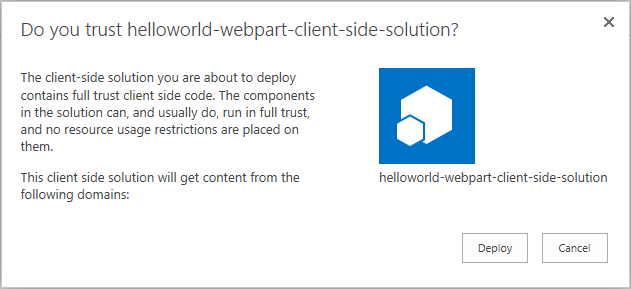 Do you trust helloworld-webpart-client-side-solution?
The client-side solution you are about to deploy
contains full trust client side code. The components
in the solution can, and usually do, run in full trust,
and no resource usage restrictions are placed on
them.
This client side solution will get content from the
following domains:
helloworld-webpart-client-side-solution
Deploy
Cancel